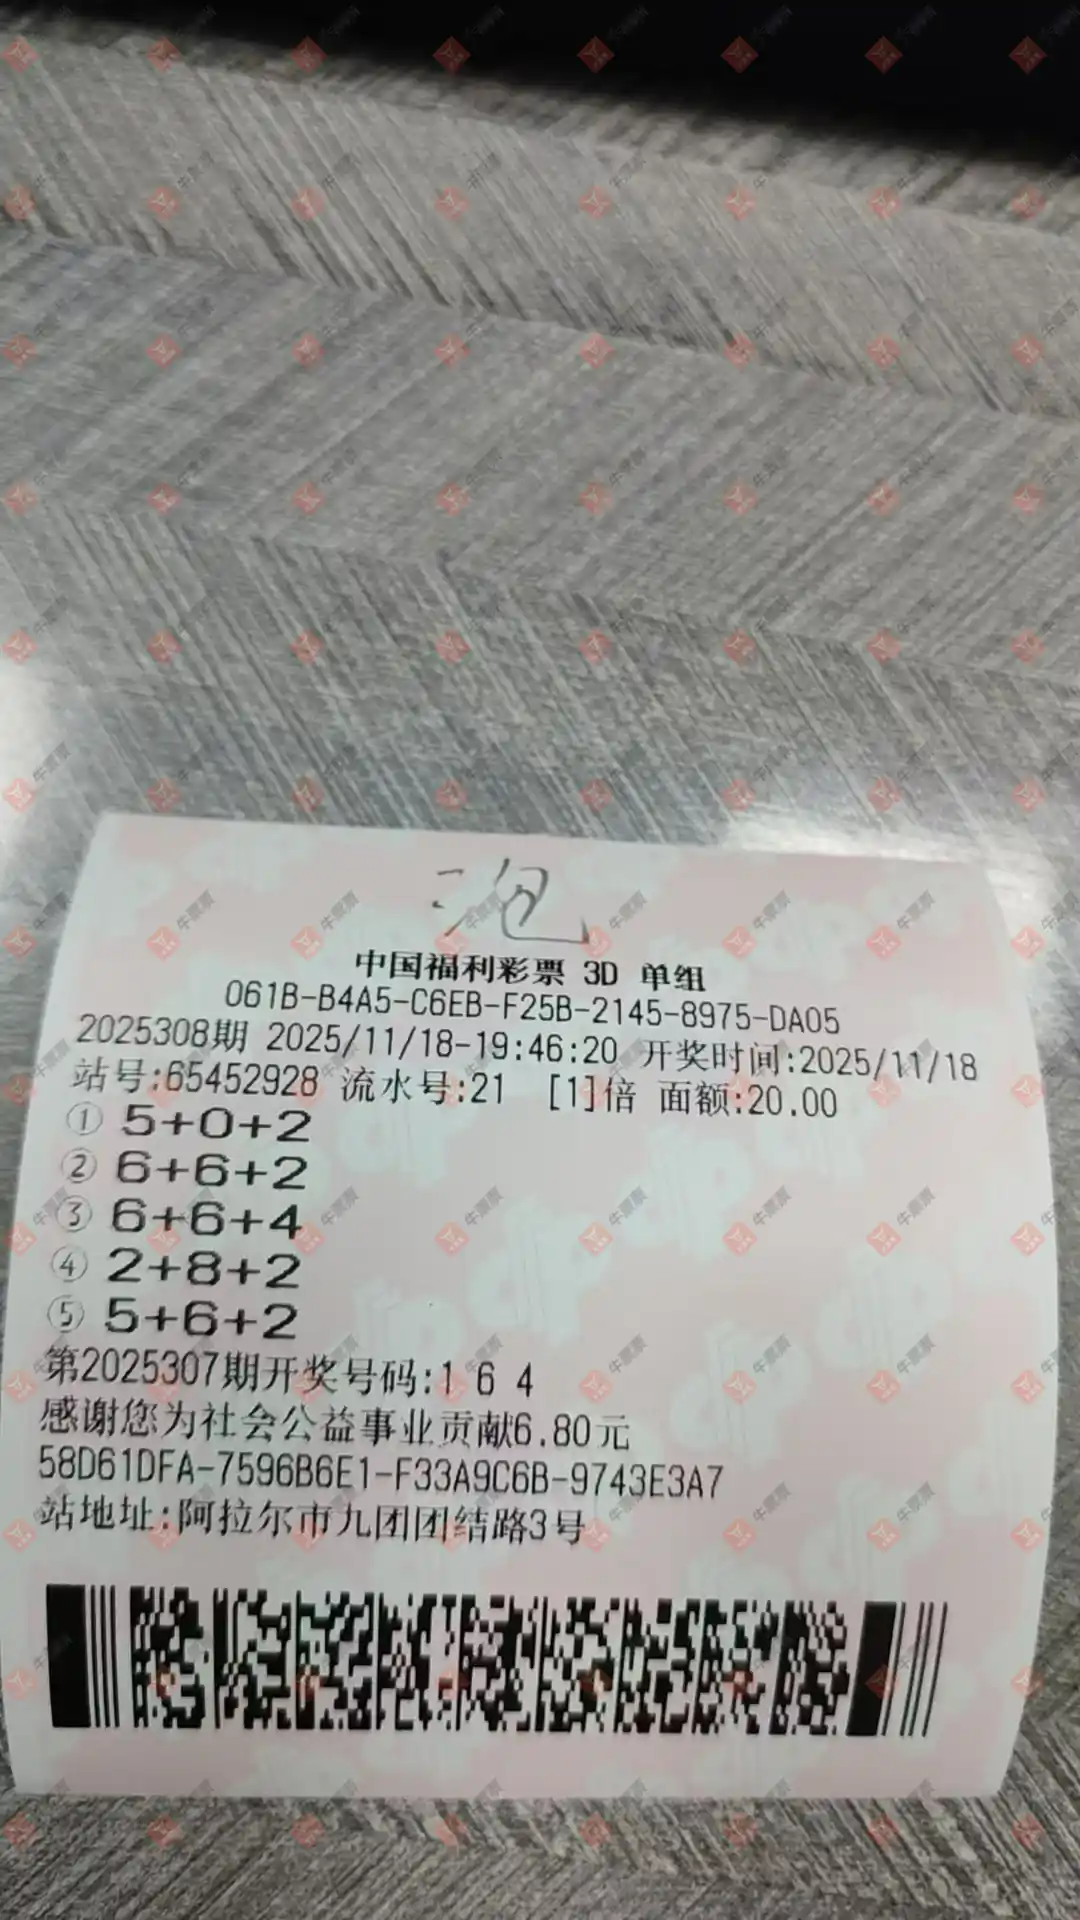 中国福利彩票 3D 单组
061B-B4A5-C6EB-F25B-2145-8975-DA05
2025308期 2025/11/18-19:46:20 开奖时间:2025/11/18
站号:65452928 流水号:21 [1]倍 面额:20.00
① 5+0+2
② 6+6+2
③ 6+6+4
④ 2+8+2
⑤ 5+6+2
第2025307期开奖号码:1 6 4
感谢您为社会公益事业贡献6.80元
58D61DFA-7596B6E1-F33A9C6B-9743E3A7
站地址:阿拉尔市九团团结路3号